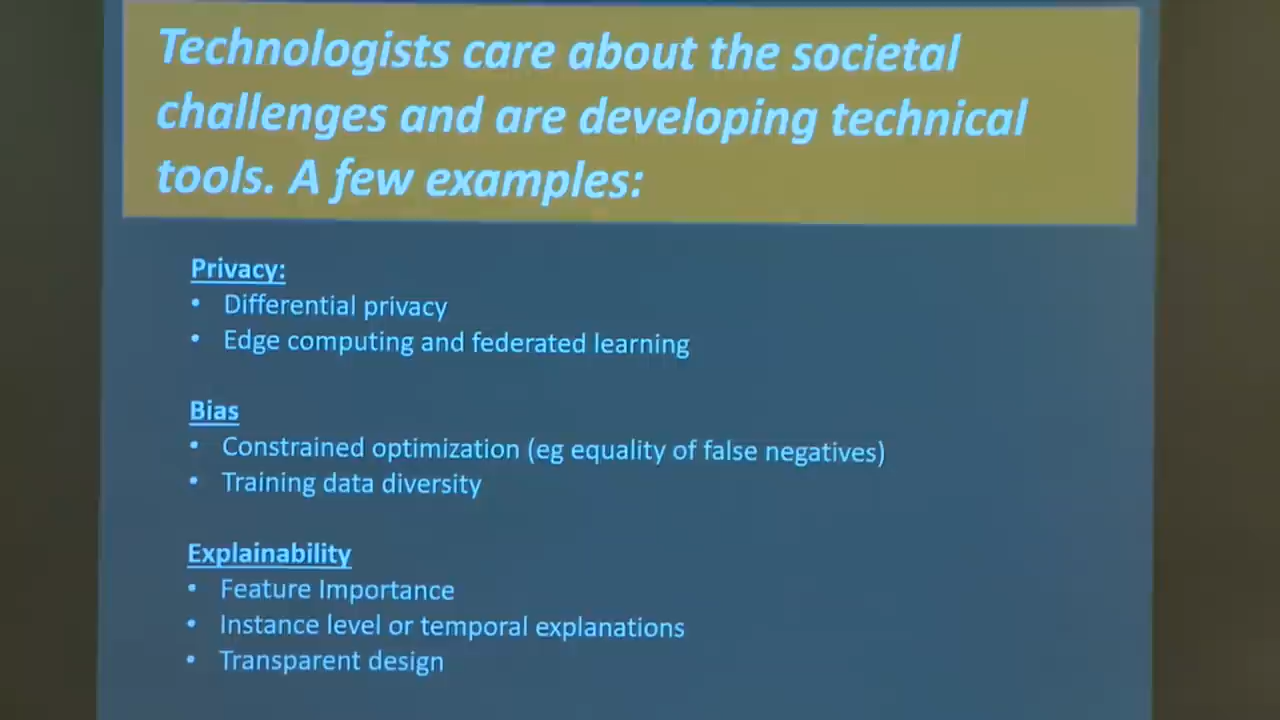 Technologists care about the societal
challenges and are developing technical
tools. A few examples:
Privacy:
• Differential privacy
• Edge computing and federated learning
Bias
• Constrained optimization (eg equality of false negatives)
• Training data diversity
Explainability
• Feature Importance
• Instance level or temporal explanations
• Transparent design